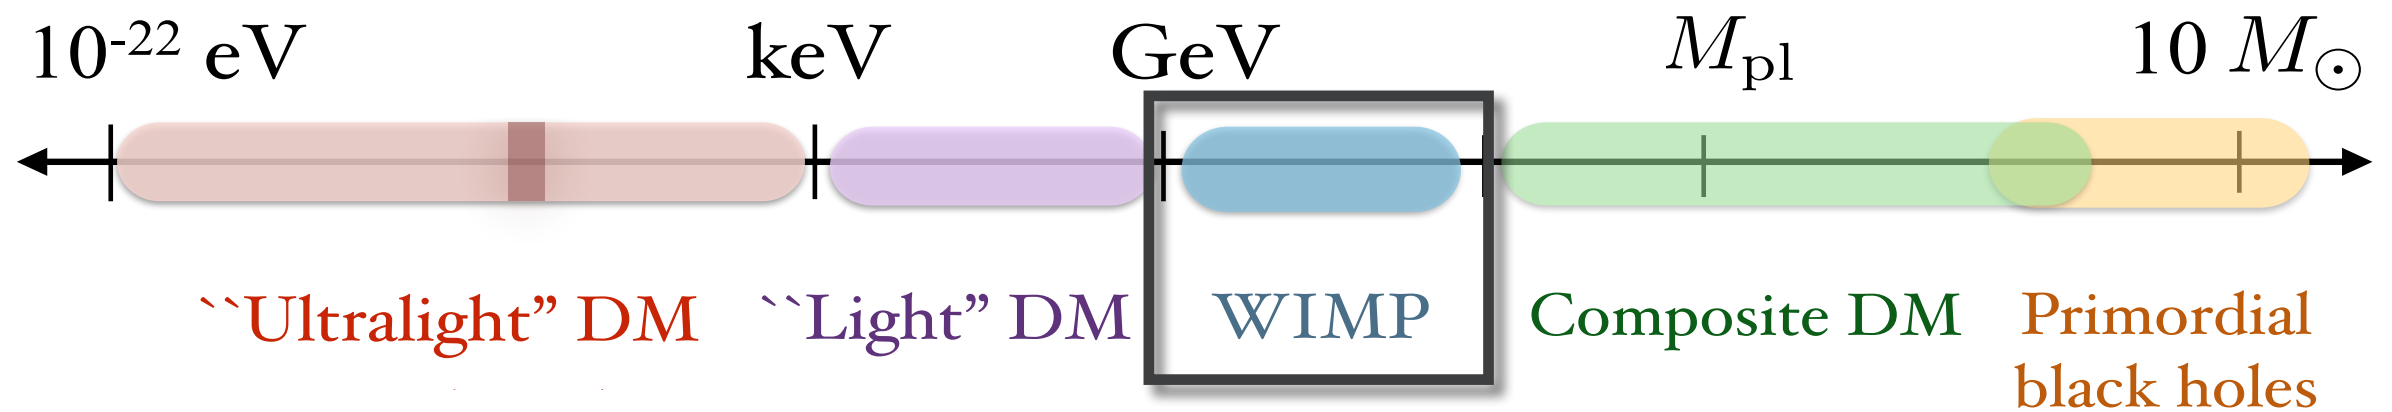 10-22 eV keV GeV Mpl 10 M☉
``Ultralight” DM ``Light” DM WIMP Composite DM Primordial
black holes